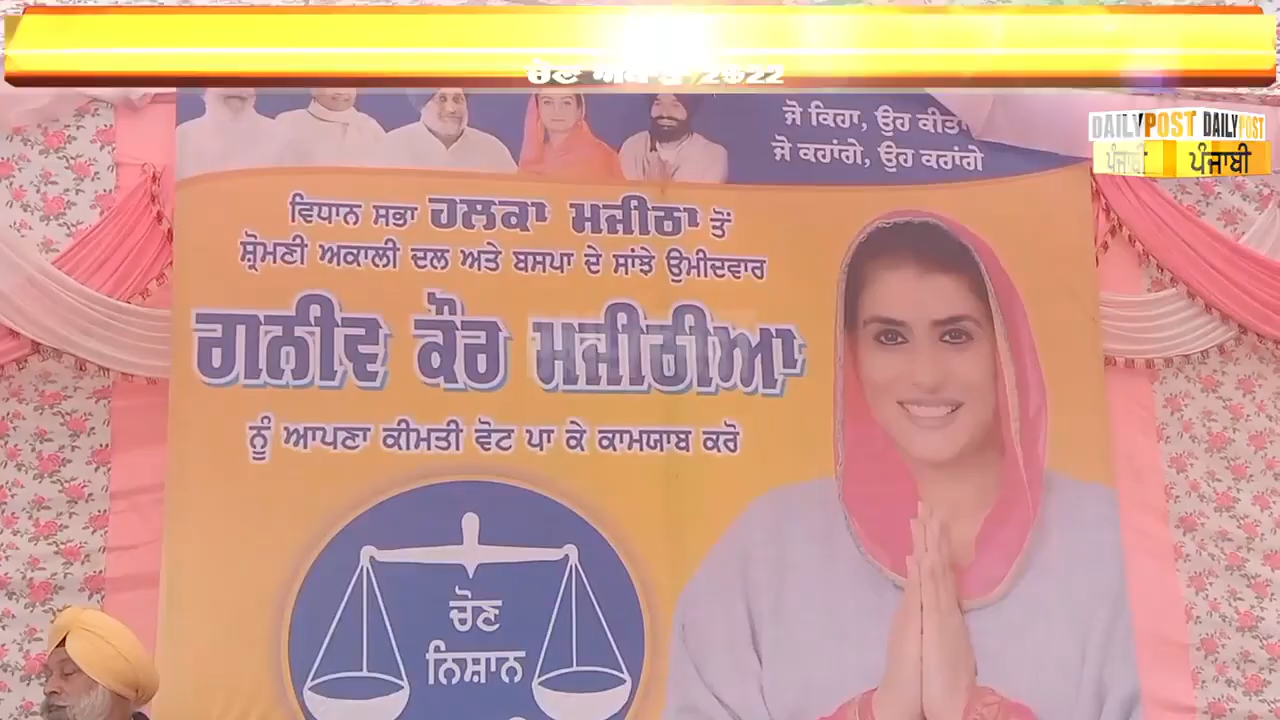 2022
DAILYPOST DAILYPOST
ਪੰਜਾਬੀ ਪੰਜਾਬੀ
ਜੋ ਕਿਹਾ, ਉਹ ਕੀਤਾ
ਜੋ ਕਹਾਂਗੇ, ਉਹ ਕਰਾਂਗੇ
ਵਿਧਾਨ ਸਭਾ ਹਲਕਾ ਮਜੀਠਾ ਤੋਂ
ਸ਼੍ਰੋਮਣੀ ਅਕਾਲੀ ਦਲ ਅਤੇ ਬਸਪਾ ਦੇ ਸਾਂਝੇ ਉਮੀਦਵਾਰ
ਗਨੀਵ ਕੌਰ ਮਜੀਠੀਆ
ਨੂੰ ਆਪਣਾ ਕੀਮਤੀ ਵੋਟ ਪਾ ਕੇ ਕਾਮਯਾਬ ਕਰੋ
ਚੋਣ
ਨਿਸ਼ਾਨ